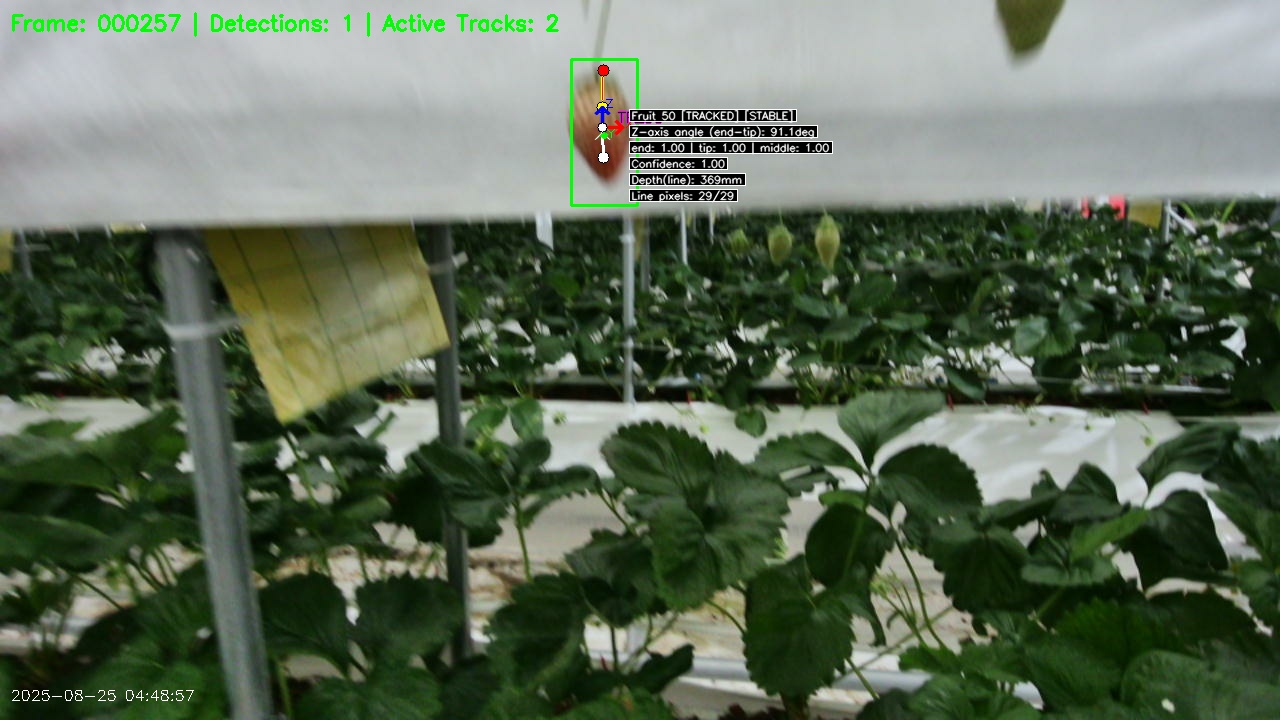 Frame: 000257 | Detections: 1 | Active Tracks: 2
Z
Fruit 50 [TRACKED] [STABLE]
Z-axis angle (end-tip): 91.1deg
end: 1.00 | tip: 1.00 | middle: 1.00
Confidence: 1.00
Depth(line): 369mm
Line pixels: 29/29
2025-08-25 04:48:57